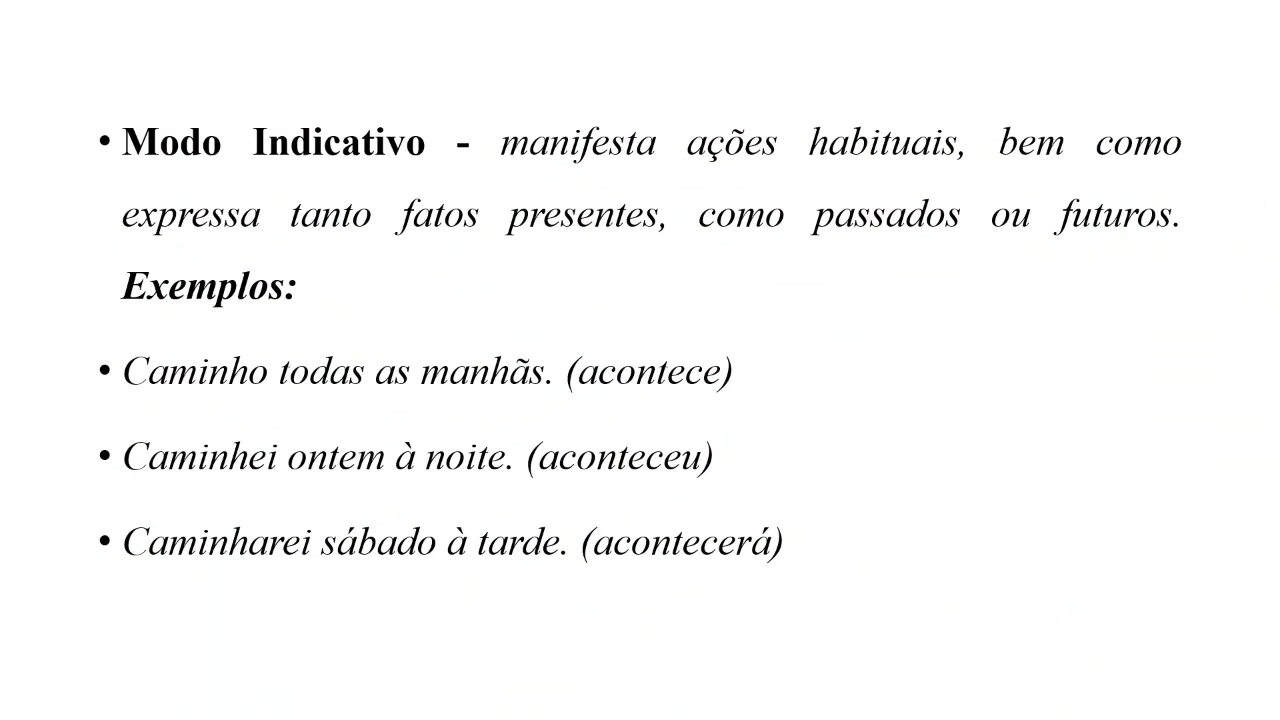 • Modo Indicativo - manifesta ações habituais, bem como
expressa tanto fatos presentes, como passados ou futuros.
Exemplos:
• Caminho todas as manhãs. (acontece)
• Caminhei ontem à noite. (aconteceu)
• Caminharei sábado à tarde. (acontecerá)